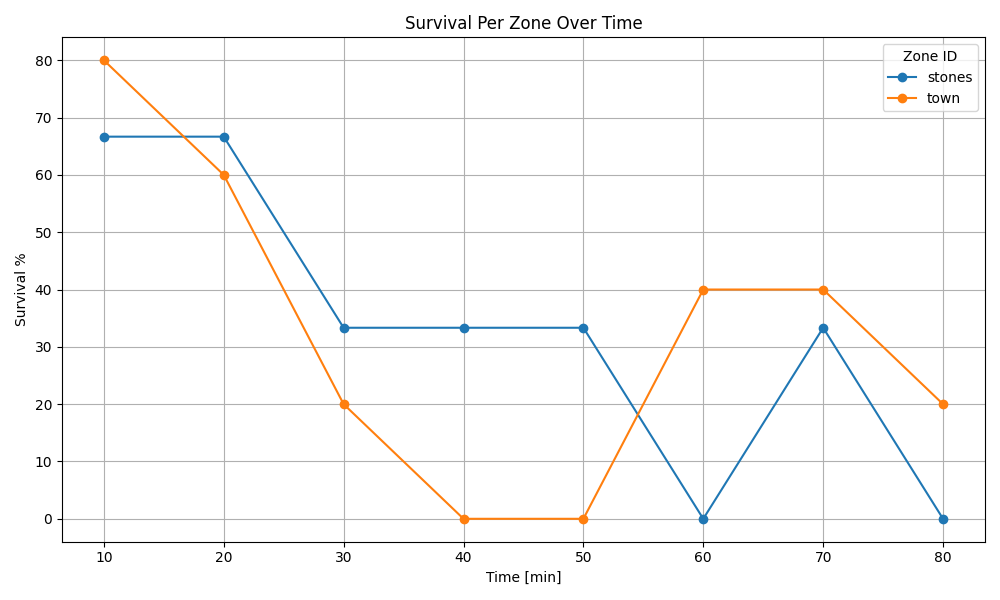 Survival Per Zone Over Time
Zone ID
stones
town
Survival %
80
70
60
50
40
30
20
10
0
10 20 30 40 50 60 70 80
Time [min]